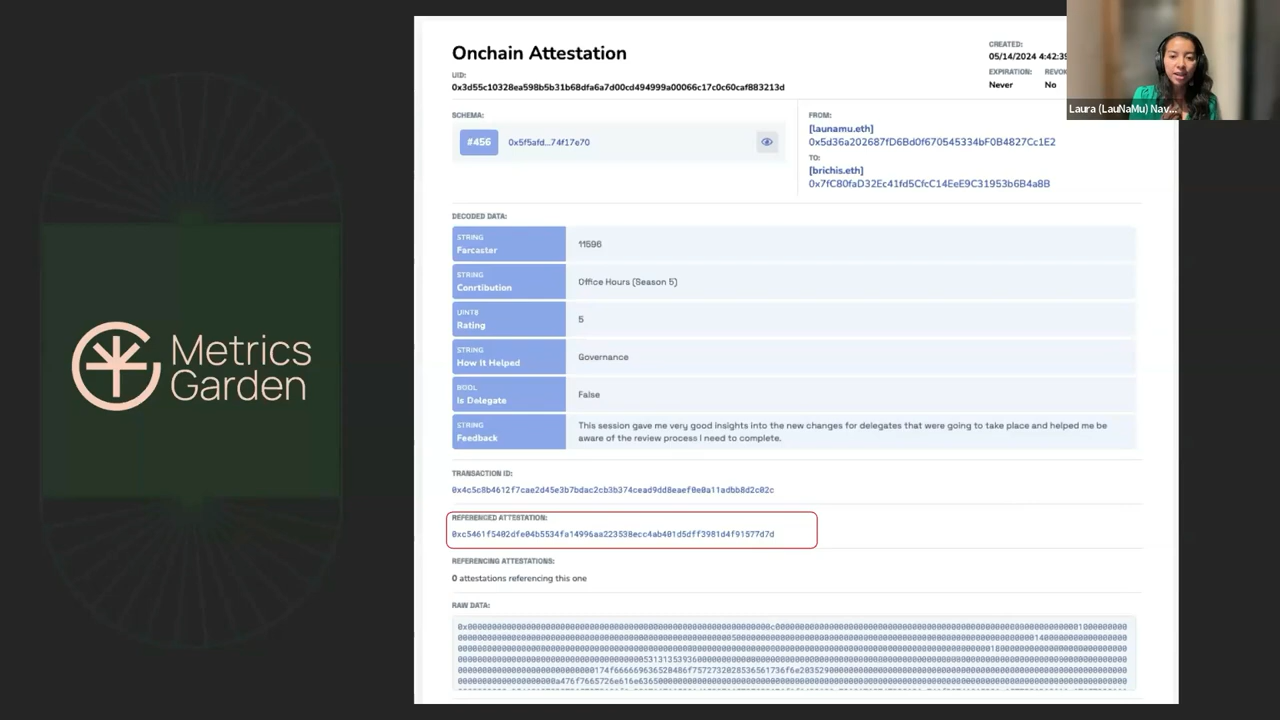 Metrics
Garden
Onchain Attestation
UID:
0x3d55c10328ea598b5b31b68dfa6a7d00cd494999a00066c17c0c60caf883213d
CREATED:
05/14/2024 4:42:39
EXPIRATION:
Never
No
Laura (LauNaMu) Nav...
SCHEMA:
#456
0x5f5afd...74f17e70
FROM:
[launamu.eth]
0x5d36a202687fD6Bd0f670545334bF0B4827Cc1E2
TO:
[brichis.eth]
0x7fC80faD32Ec41fd5CfcC14EeE9C31953b6B4a8B
DECODED DATA:
STRING
Farcaster
11596
STRING
Conrtibution
Office Hours (Season 5)
UINT8
Rating
5
STRING
How It Helped
Governance
BOOL
Is Delegate
False
STRING
Feedback
This session gave me very good insights into the new changes for delegates that were going to take place and helped me be
aware of the review process I need to complete.
TRANSACTION ID:
0x4c5c8b4612f7cae2d45e3b7bdac2cb3b374cead9dd8eaef0e0a11adbb8d2c02c
REFERENCED ATTESTATION:
0xc5461f5402dfe04b5534fa14996aa223538ecc4ab401d5dff3981d4f91577d7d
REFERENCING ATTESTATIONS:
0 attestations referencing this one
RAW DATA: